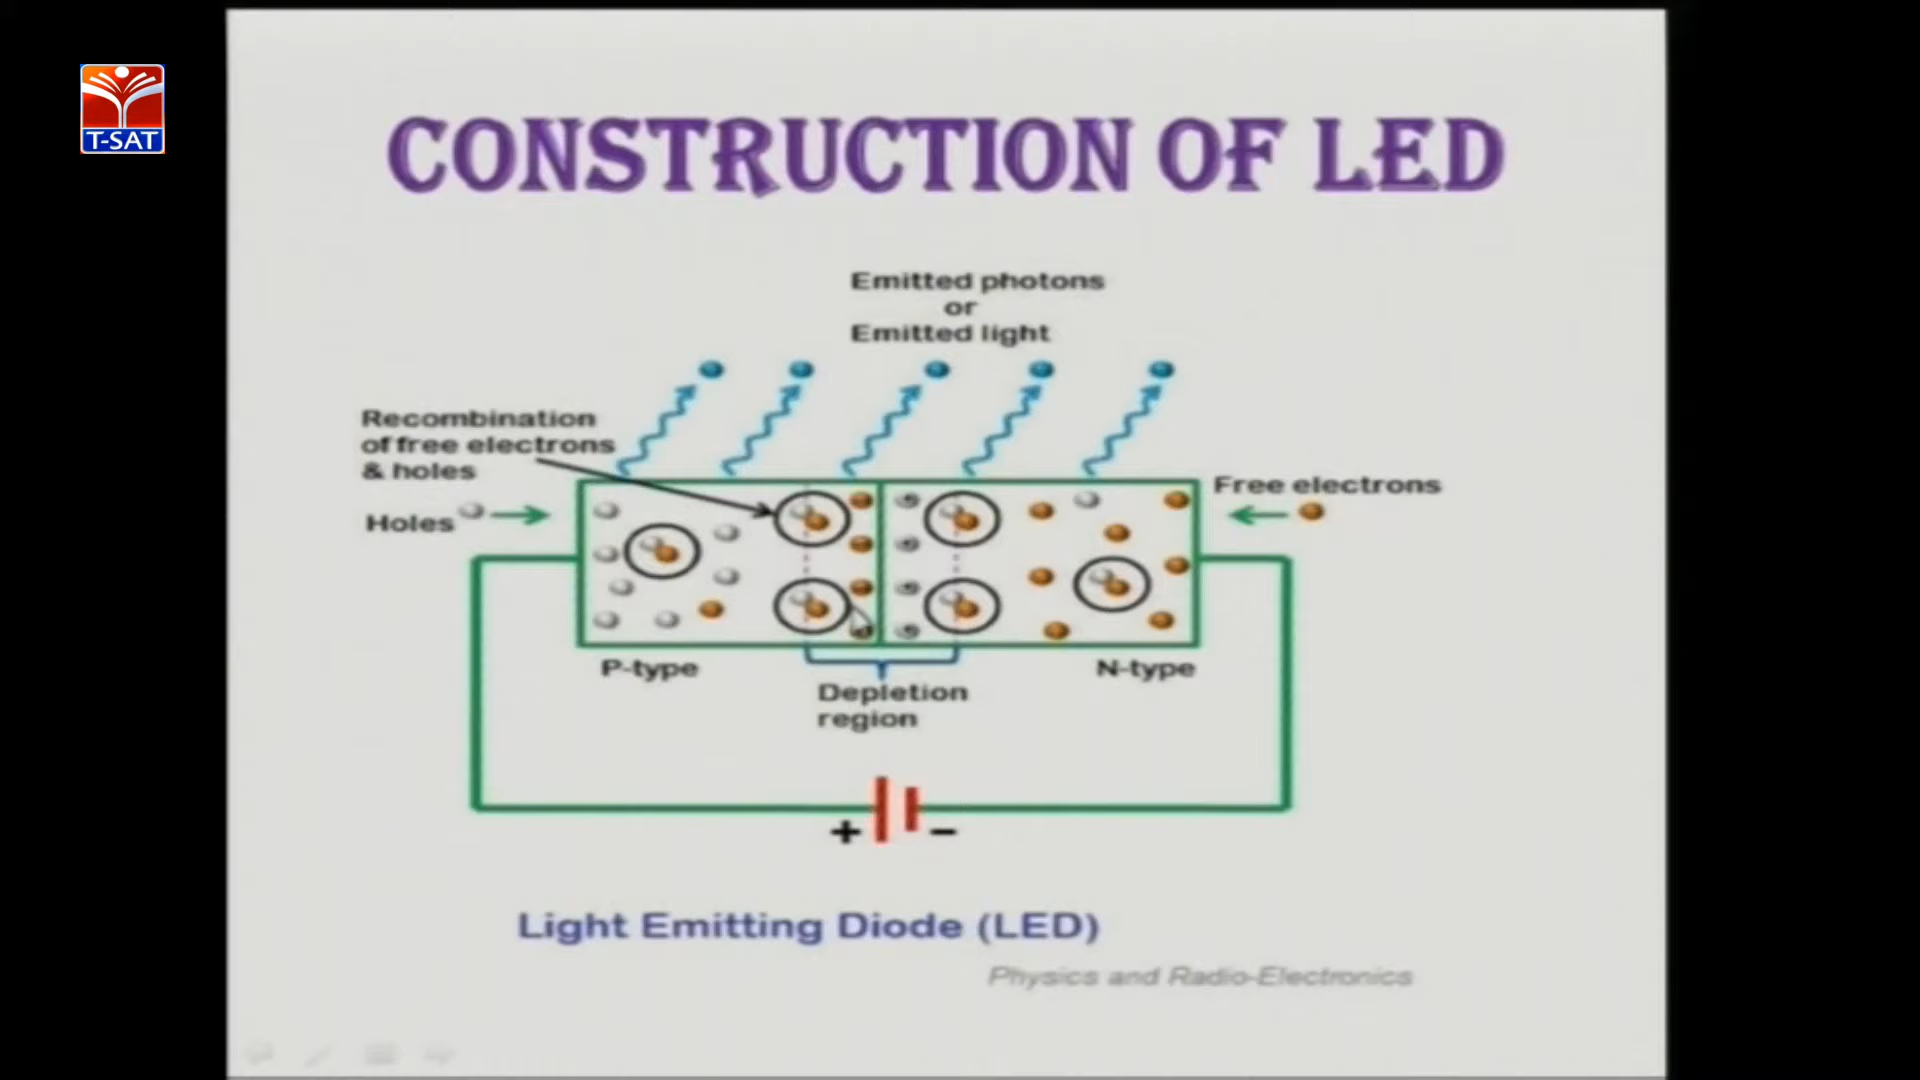 T-SAT
CONSTRUCTION OF LED
Emitted photons
or
Emitted light
Recombination
of free electrons
& holes
Holes
Free electrons
P-type
N-type
Depletion
region
+
−
Light Emitting Diode (LED)
Physics and Radio-Electronics